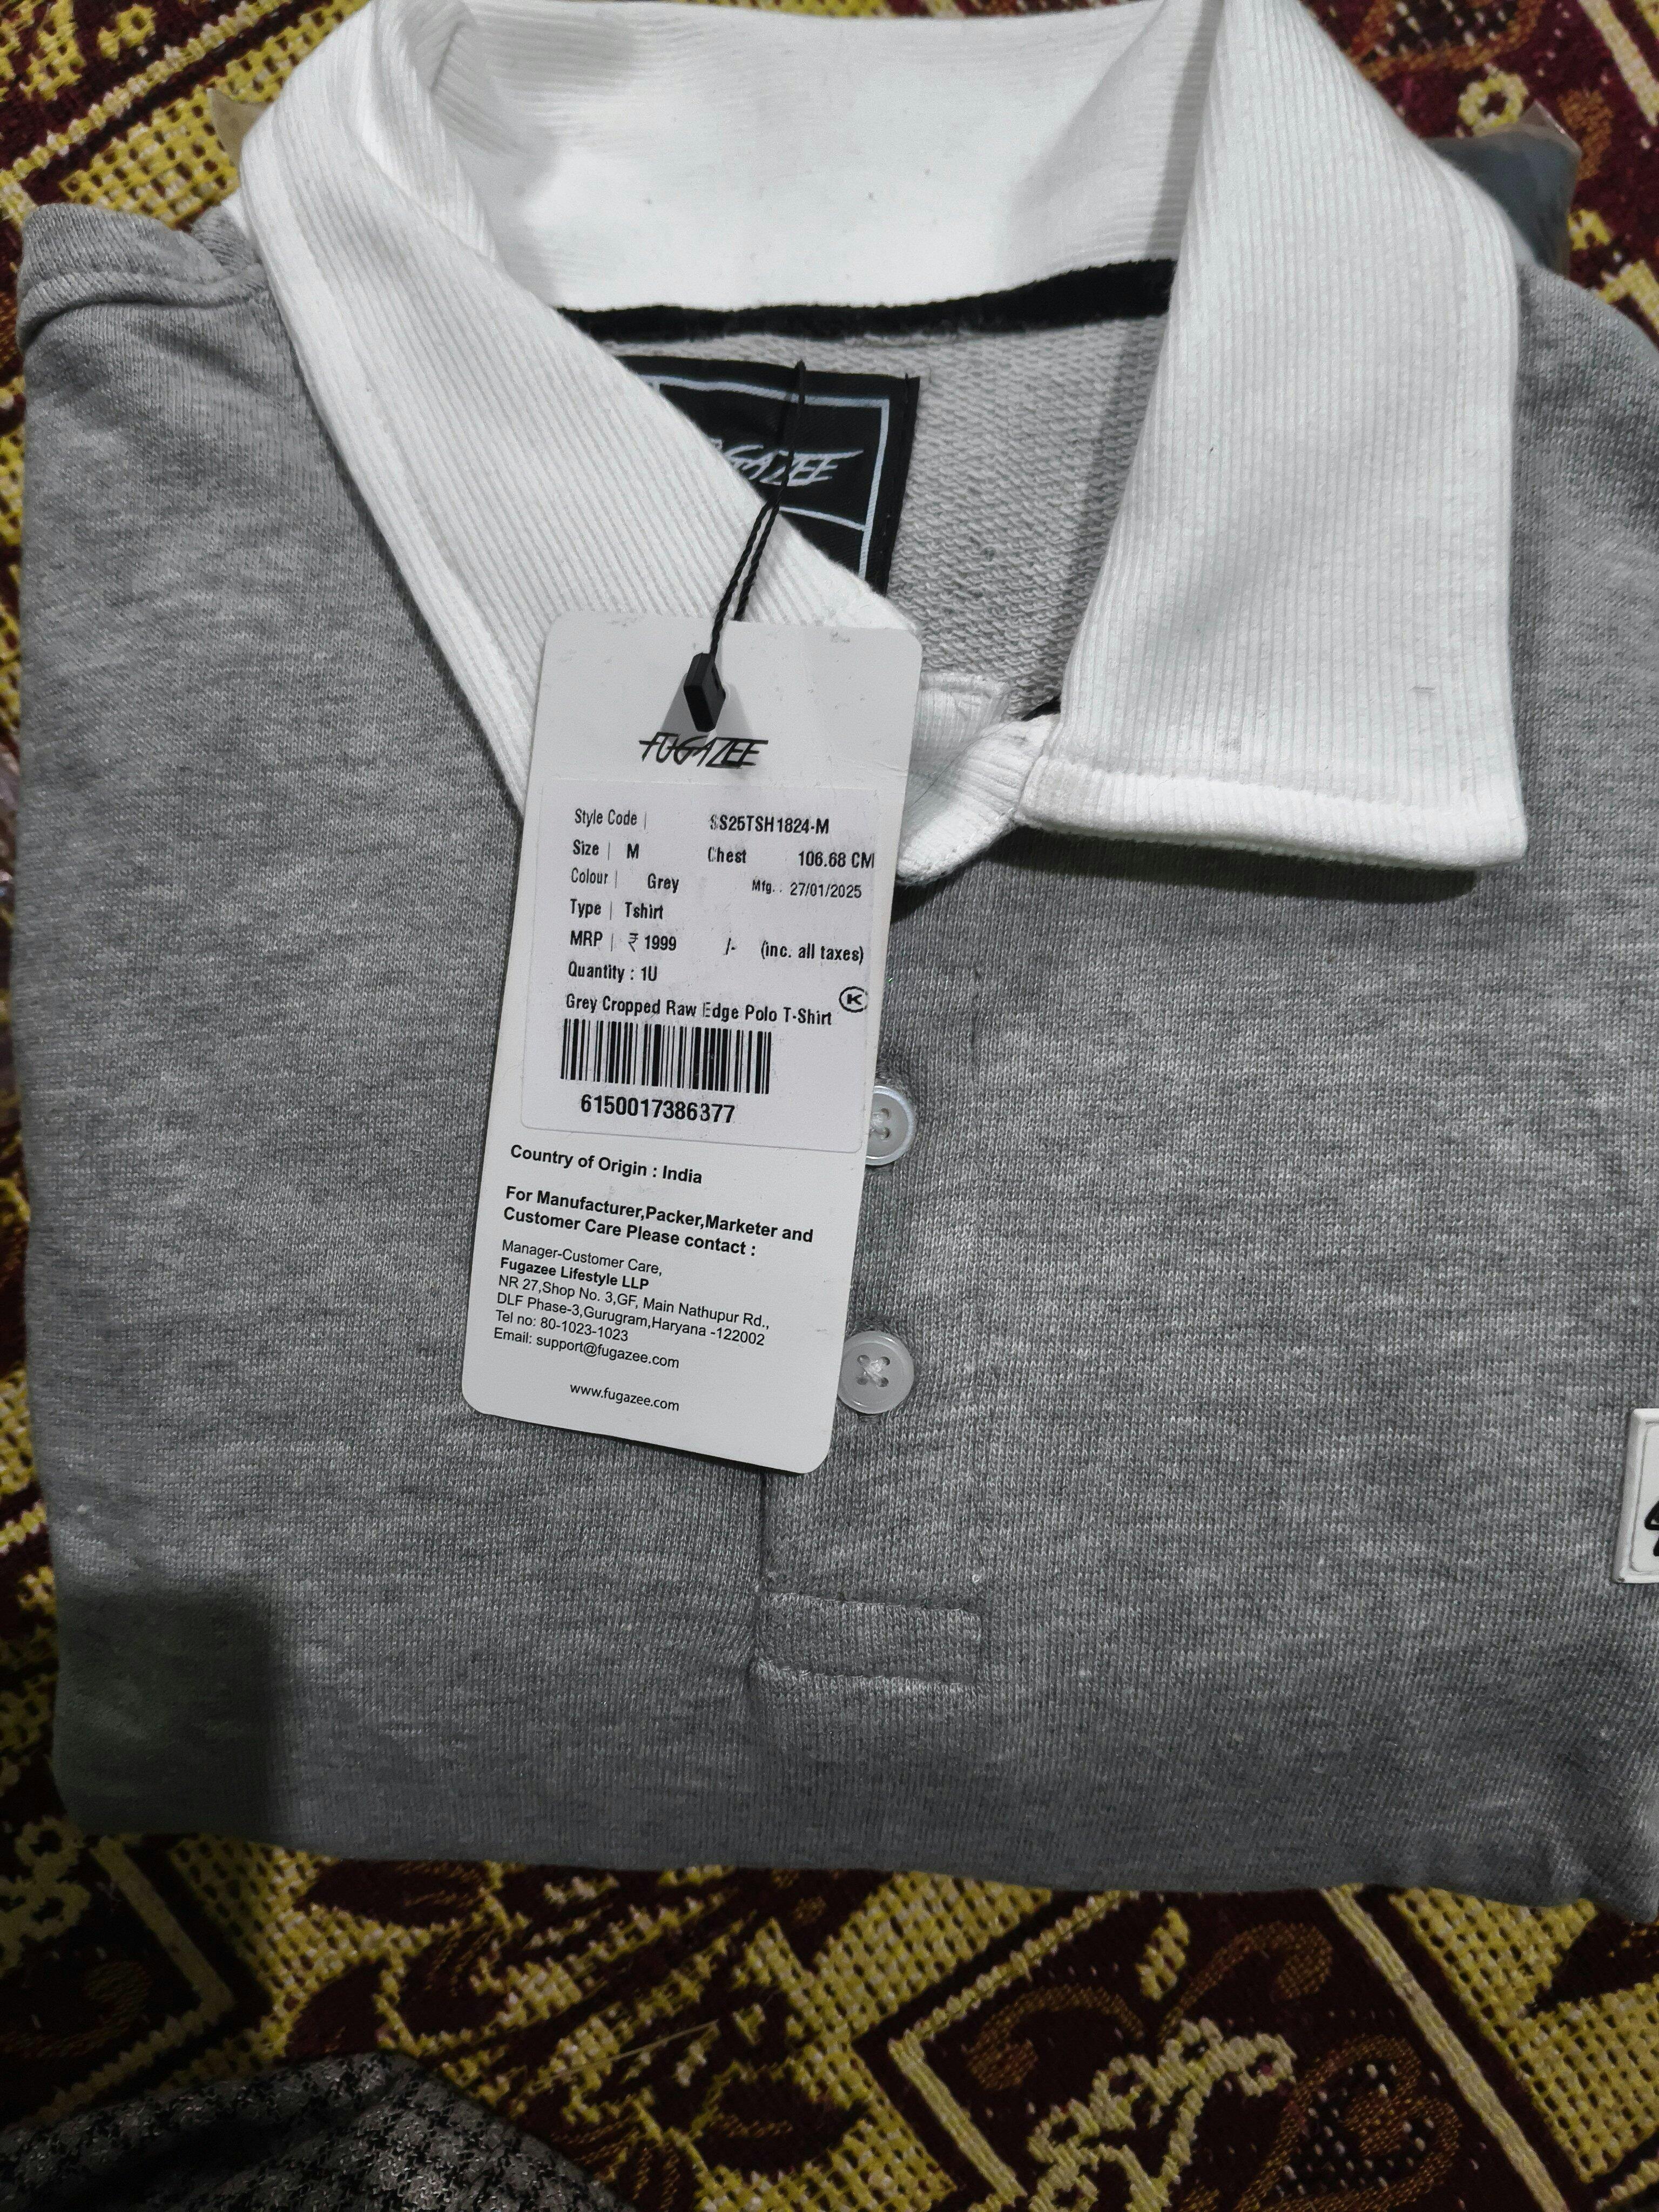 FUGAZEE
Style Code | SS25TSH1824-M
Size | M Chest 106.68 CM
Colour | Grey Mfg.. 27/01/2025
Type | Tshirt
MRP | ₹ 1999 /- (inc. all taxes)
Quantity : 1U
Grey Cropped Raw Edge Polo T-Shirt K
6150017386377
Country of Origin : India
For Manufacturer,Packer,Marketer and
Customer Care Please contact :
Manager-Customer Care,
Fugazee Lifestyle LLP
NR 27,Shop No. 3,GF, Main Nathupur Rd.,
DLF Phase-3,Gurugram,Haryana -122002
Tel no: 80-1023-1023
Email: support@fugazee.com
www.fugazee.com